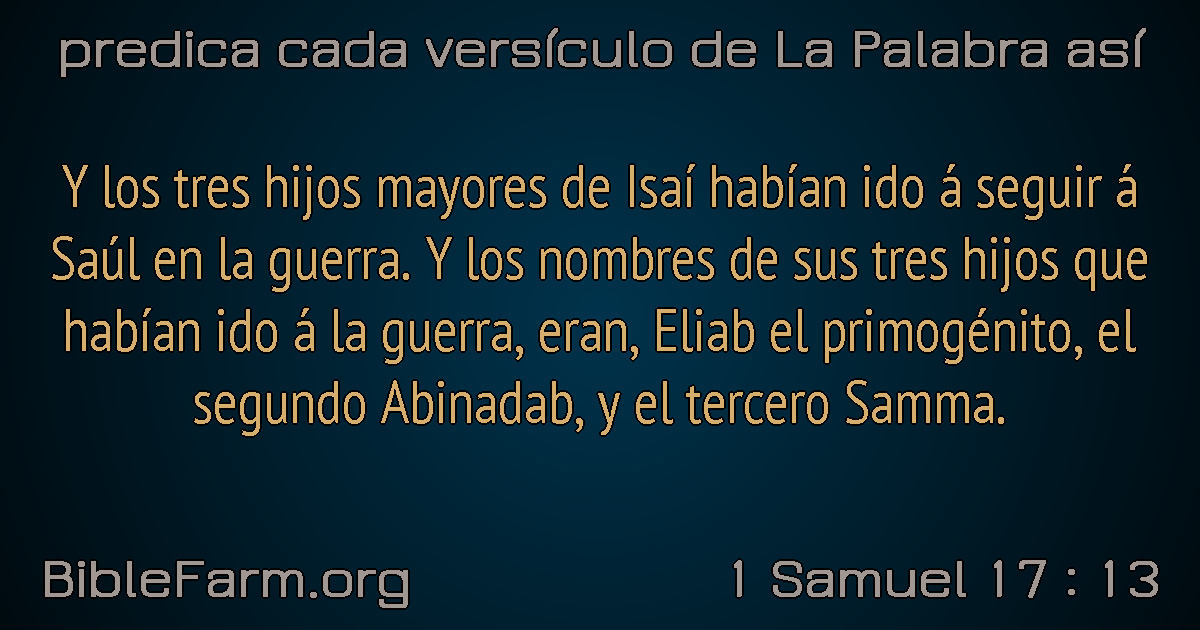 predica cada versículo de La Palabra así
Y los tres hijos mayores de Isaí habían ido á seguir á
Saúl en la guerra. Y los nombres de sus tres hijos que
habían ido á la guerra, eran, Eliab el primogénito, el
segundo Abinadab, y el tercero Samma.
BibleFarm.org
1 Samuel 17 : 13